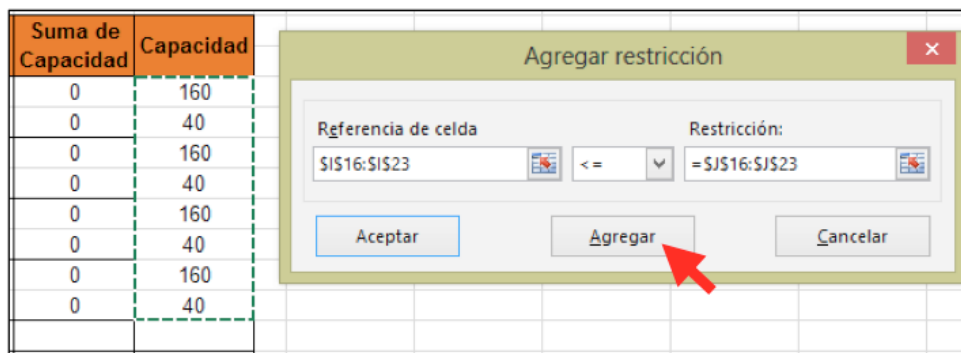 Suma de Capacidad Capacidad
0 160
0 40
0 160
0 40
0 160
0 40
0 160
0 40
Agregar restricción
Referencia de celda Restricción:
$I$16:$I$23 <= =$J$16:$J$23
Aceptar Agregar Cancelar